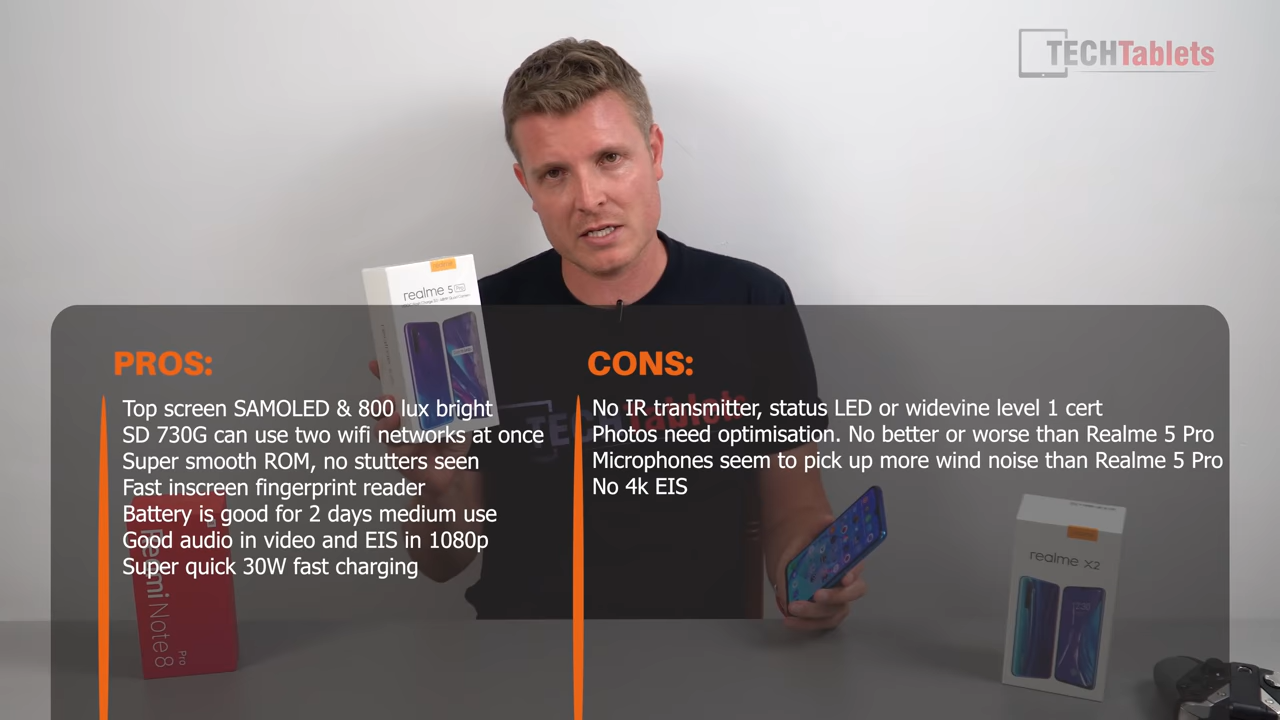 TECHTablets
realme 5 Pro
PROS:
Top screen SAMOLED & 800 lux bright
SD 730G can use two wifi networks at once
Super smooth ROM, no stutters seen
Fast inscreen fingerprint reader
Battery is good for 2 days medium use
Good audio in video and EIS in 1080p
Super quick 30W fast charging
CONS:
No IR transmitter, status LED or widevine level 1 cert
Photos need optimisation. No better or worse than Realme 5 Pro
Microphones seem to pick up more wind noise than Realme 5 Pro
No 4k EIS
TECHTablets
Redmi Note 8 Pro
realme X2